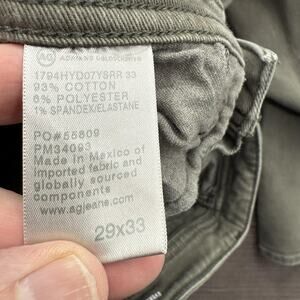 AG
ADRIANO GOLDSCHMIED
1794HYD07YSRR 33
93% COTTON
6% POLYESTER
1% SPANDEX/ELASTANE
PO#55809
PM34093
Made in Mexico of
imported fabric and
globally sourced
components
www.agjeans.com
29x33